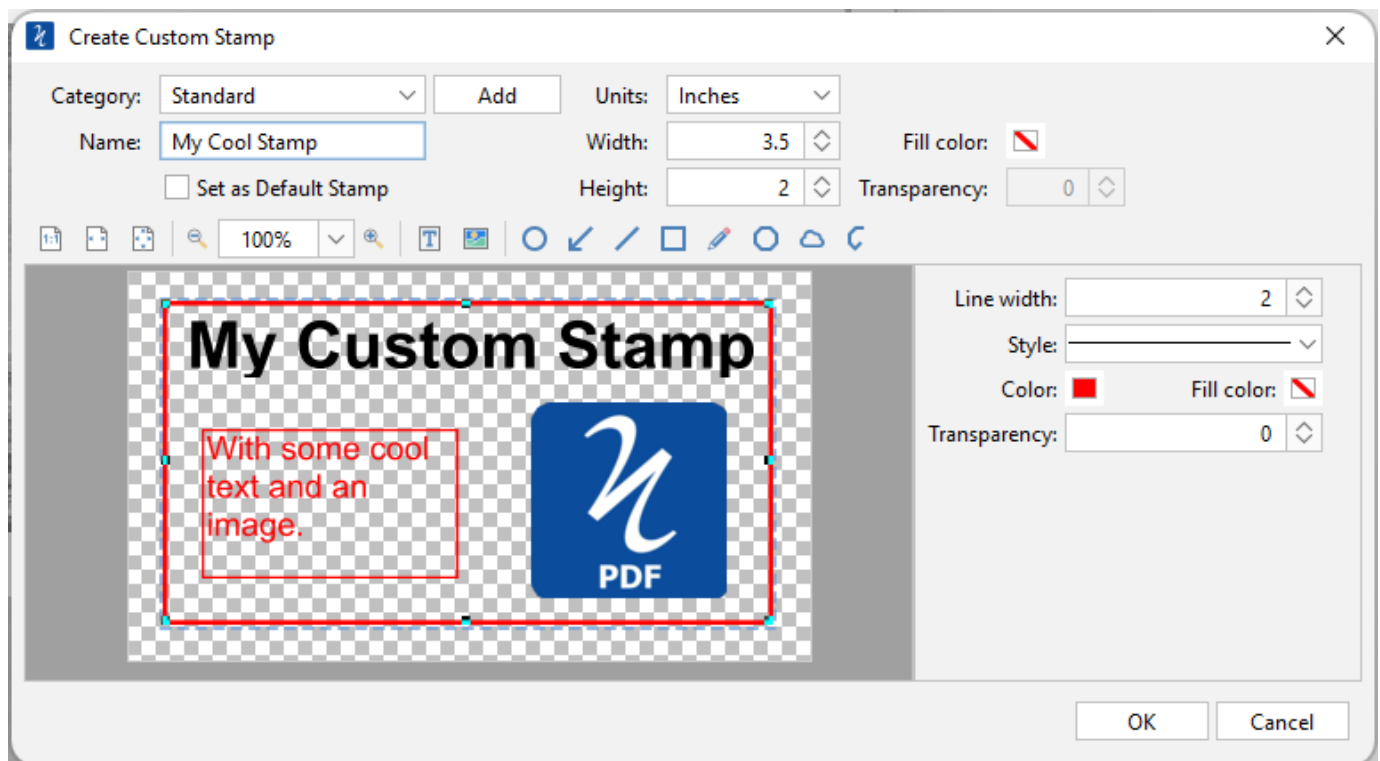 Create Custom Stamp
Category: Standard Add Units: Inches
Name: My Cool Stamp Width: 3.5 Fill color:
Set as Default Stamp Height: 2 Transparency: 0
1:1 100% T
My Custom Stamp
With some cool
text and an
image.
PDF
Line width: 2
Style:
Color: Fill color:
Transparency: 0
OK Cancel